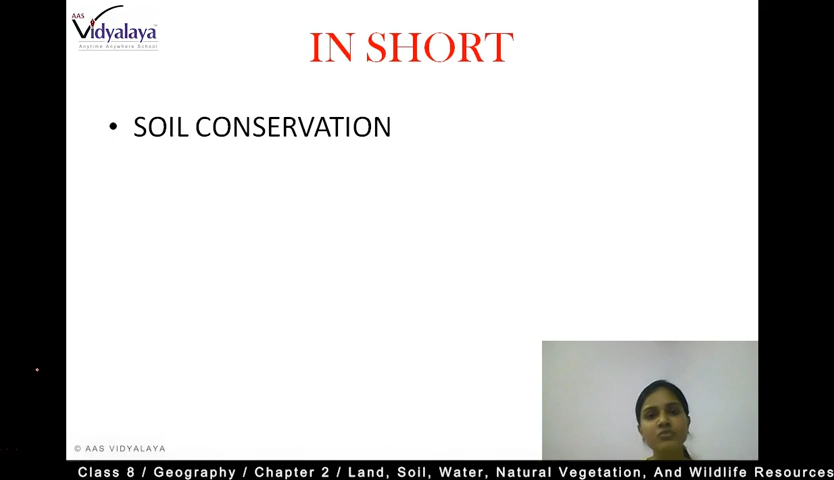 AAS
Vidyalaya
Anytime Anywhere School
IN SHORT
• SOIL CONSERVATION
© AAS VIDYALAYA
Class 8 / Geography / Chapter 2 / Land, Soil, Water, Natural Vegetation, And Wildlife Resources